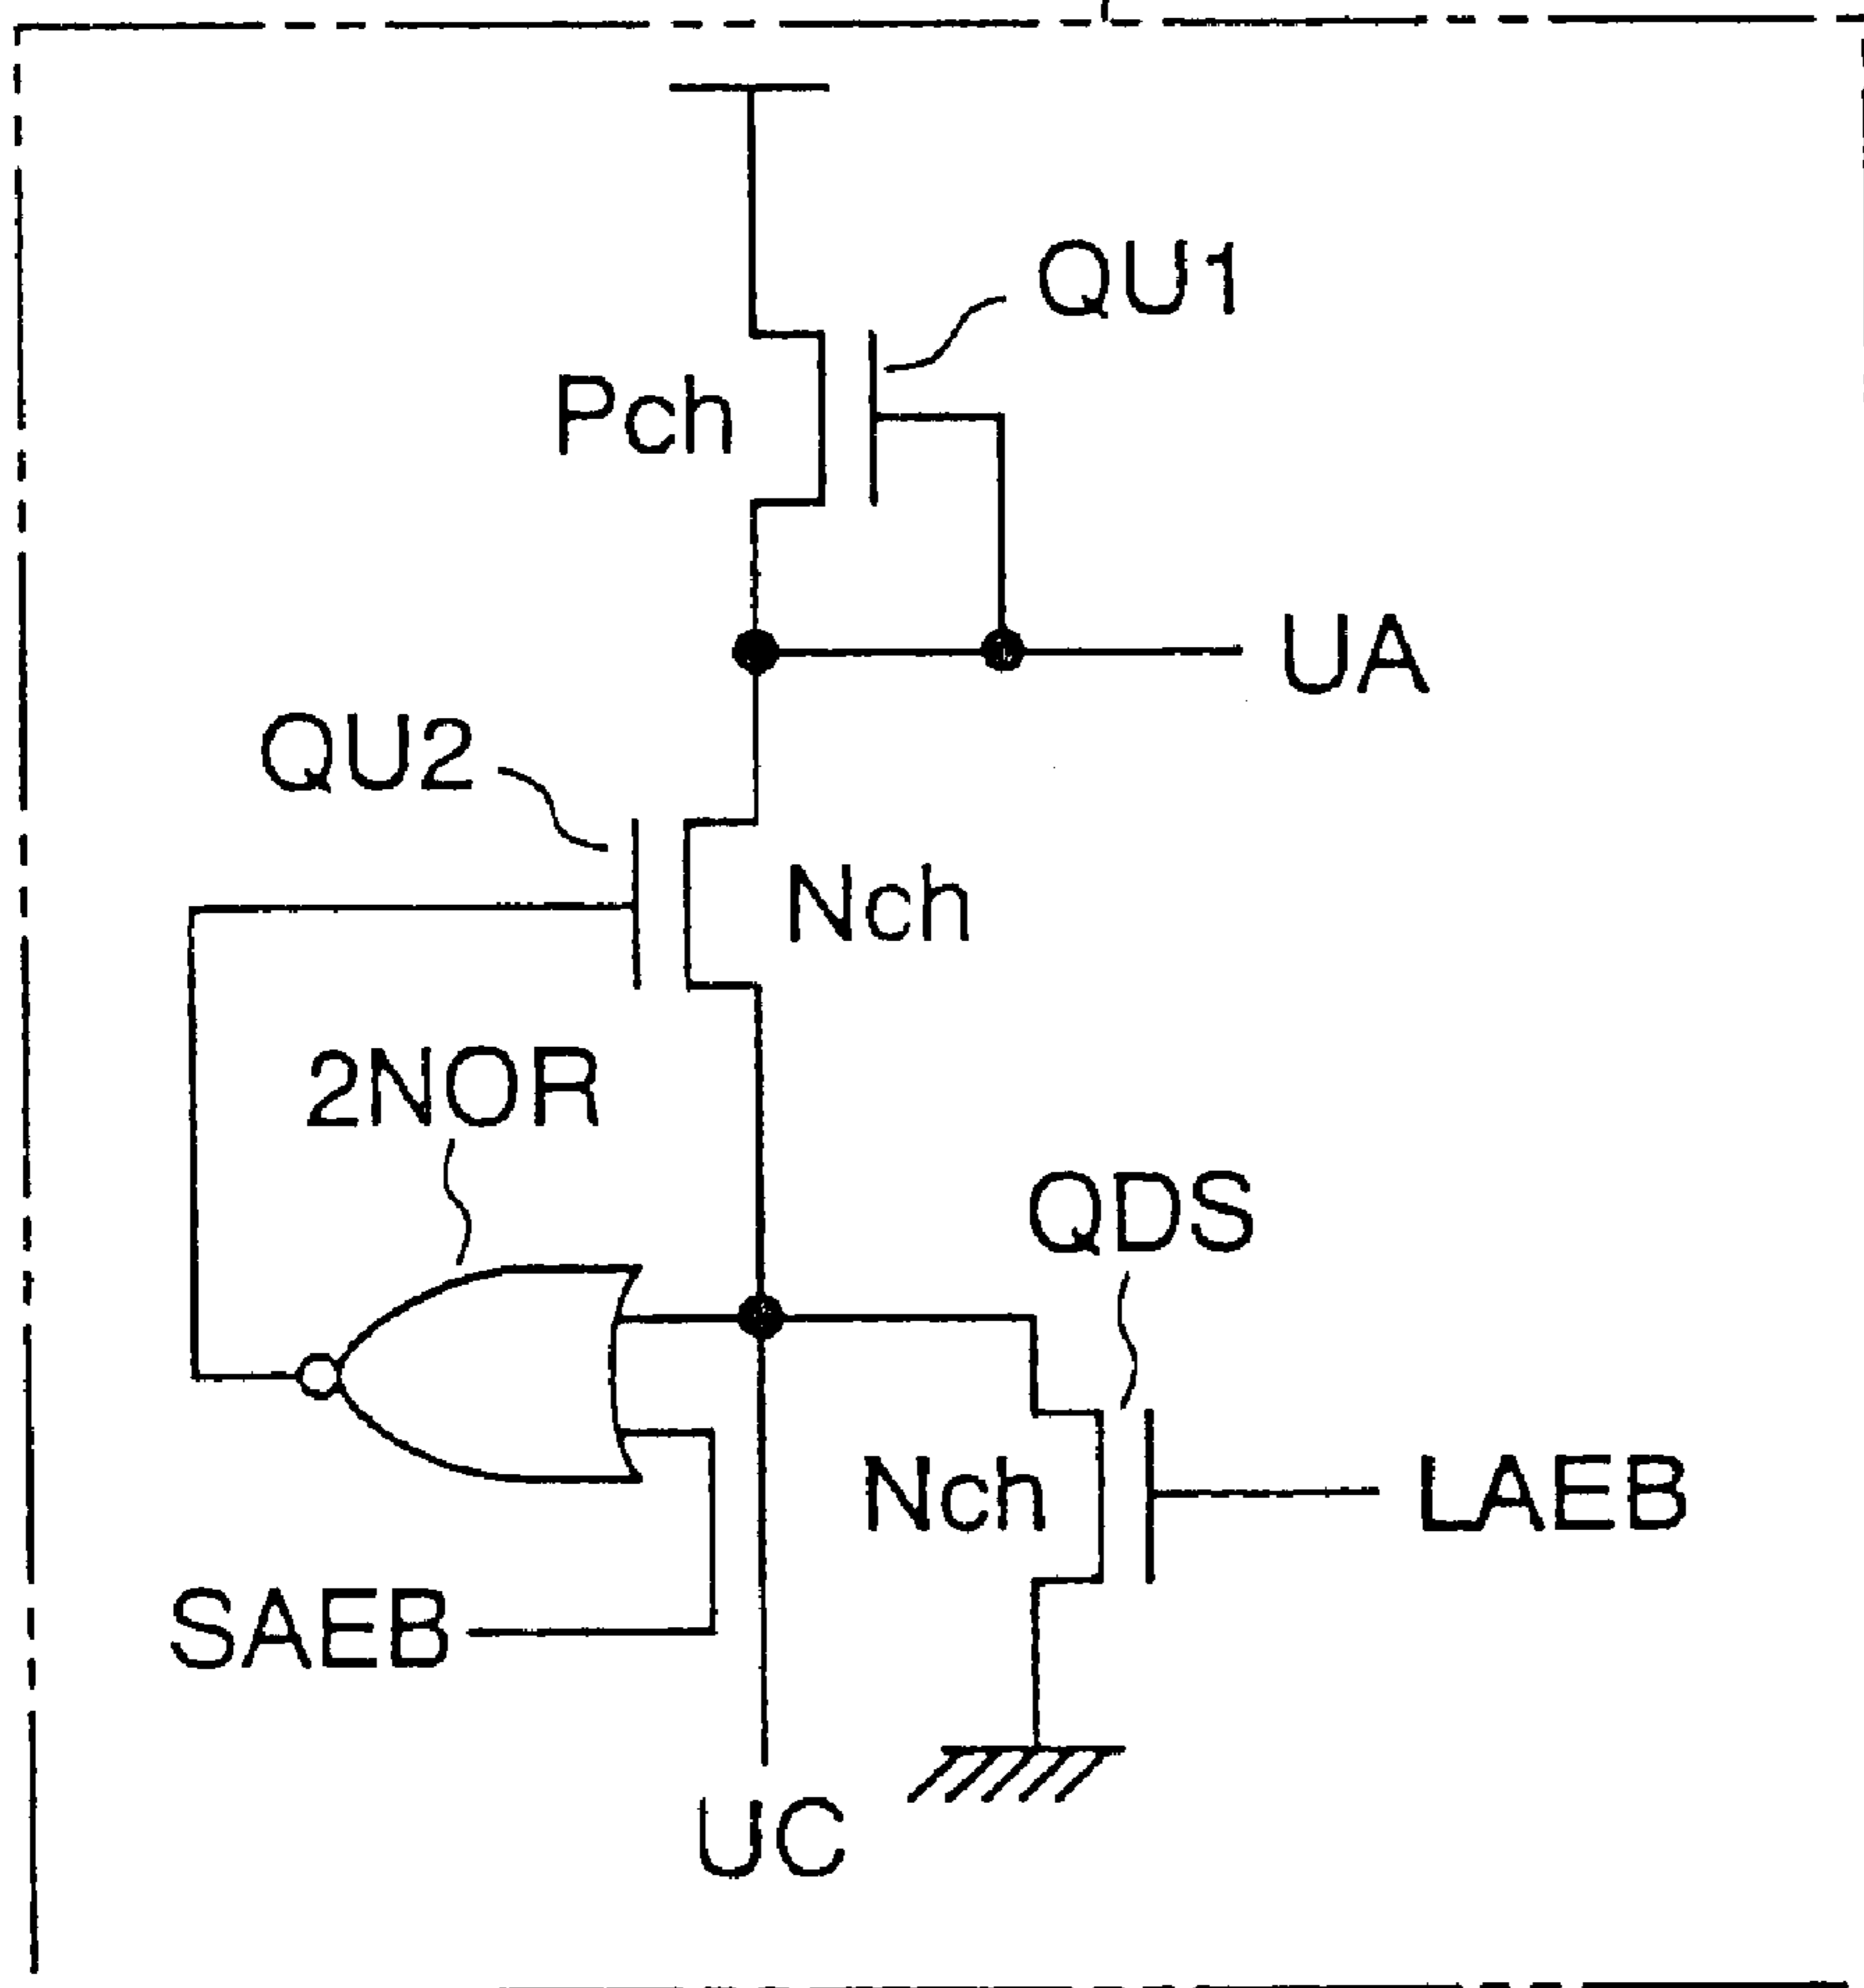 QU1
Pch
UA
QU2
Nch
2NOR
QDS
Nch
LAEB
SAEB
UC